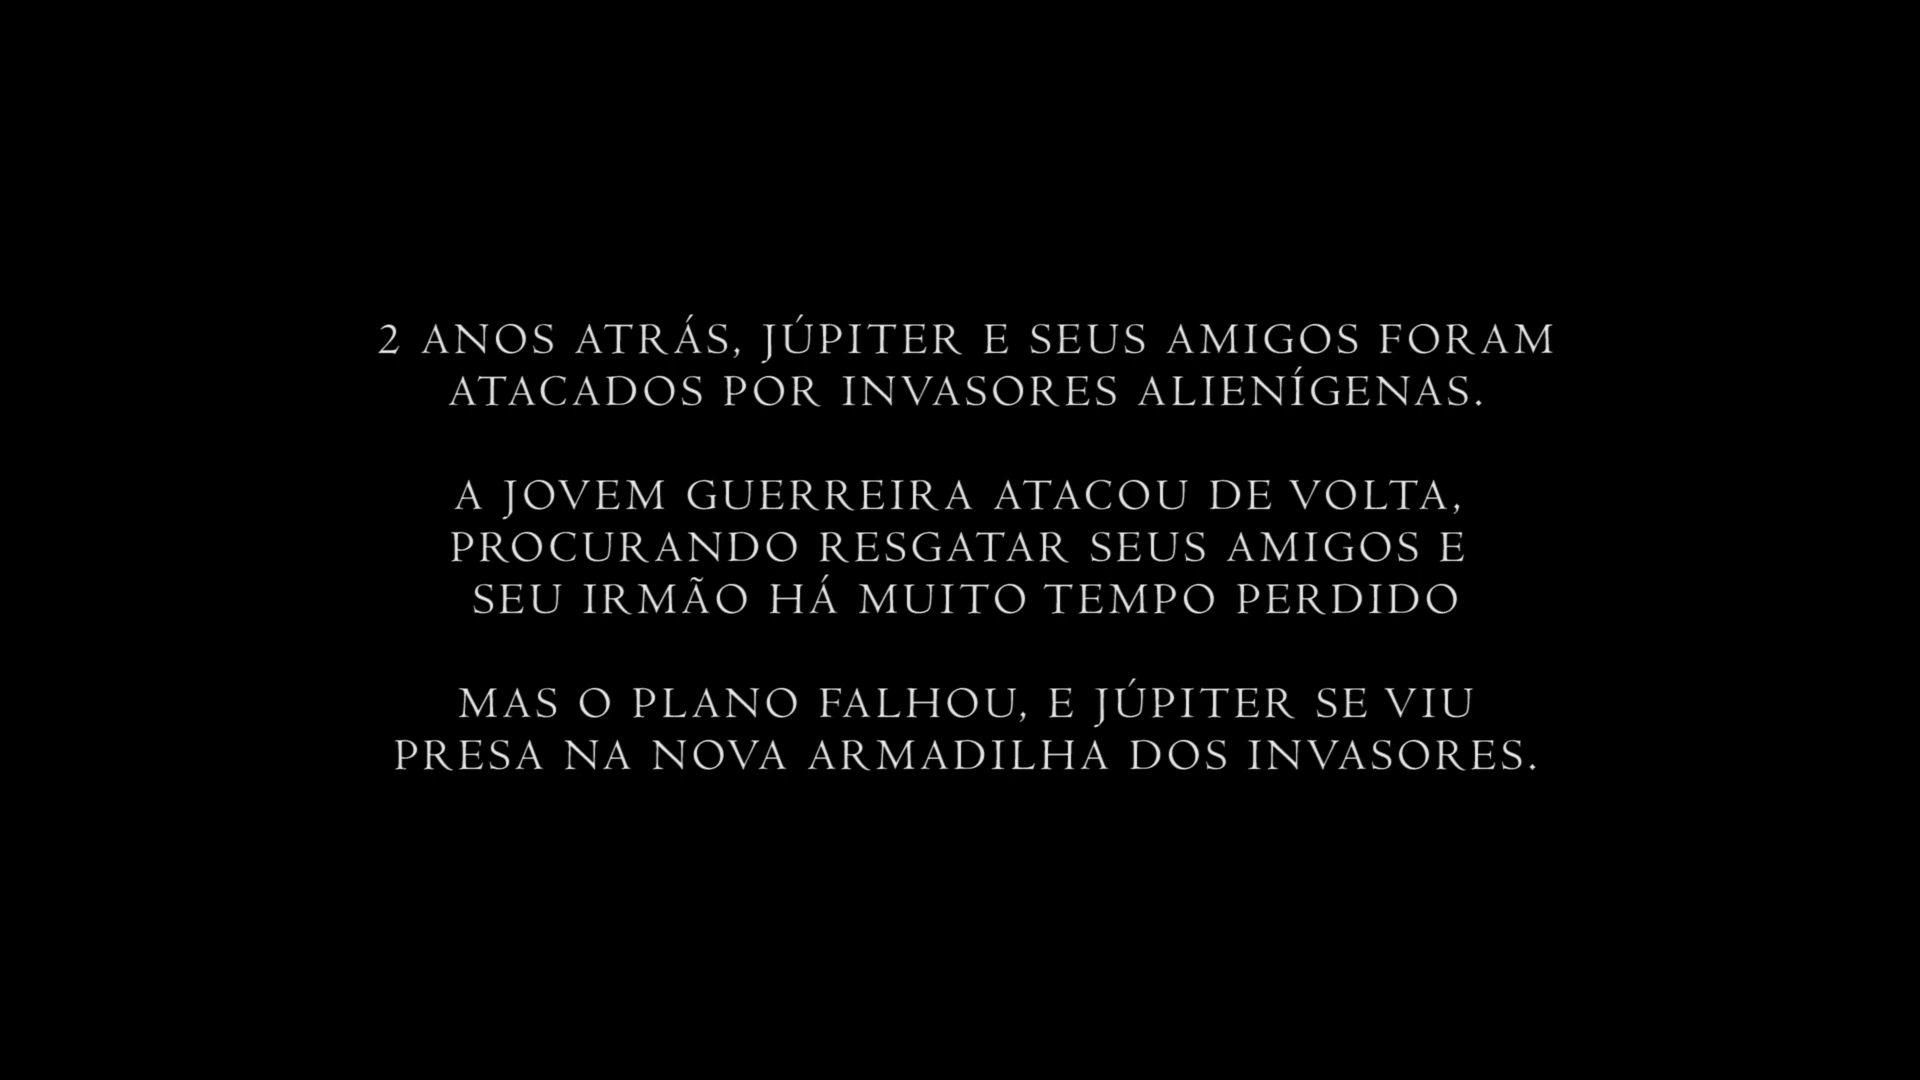 2 ANOS ATRÁS, JÚPITER E SEUS AMIGOS FORAM
ATACADOS POR INVASORES ALIENÍGENAS.
A JOVEM GUERREIRA ATACOU DE VOLTA,
PROCURANDO RESGATAR SEUS AMIGOS E
SEU IRMÃO HÁ MUITO TEMPO PERDIDO
MAS O PLANO FALHOU, E JÚPITER SE VIU
PRESA NA NOVA ARMADILHA DOS INVASORES.